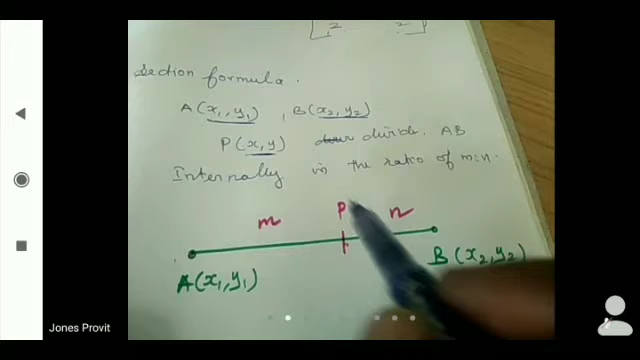 Section formula.
A(x₁, y₁) , B(x₂, y₂)
P(x, y) divide. AB
Internally in the ratio of m:n.
m P n
A(x₁, y₁) B(x₂, y₂)
Jones Provit